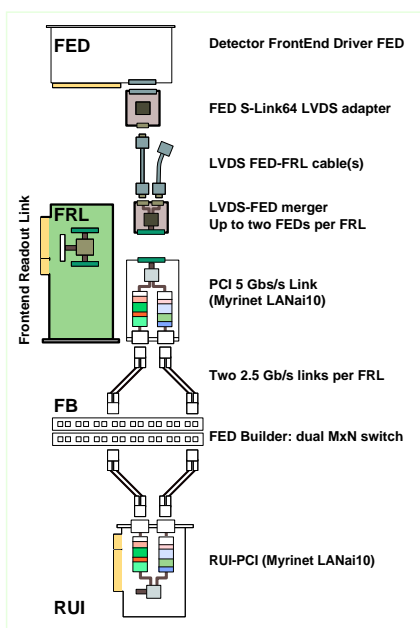 FED
Detector FrontEnd Driver FED
FED S-Link64 LVDS adapter
LVDS FED-FRL cable(s)
LVDS-FED merger
Up to two FEDs per FRL
Frontend Readout Link
FRL
PCI 5 Gbs/s Link
(Myrinet LANai10)
Two 2.5 Gb/s links per FRL
FB
FED Builder: dual MxN switch
RUI-PCI (Myrinet LANai10)
RUI